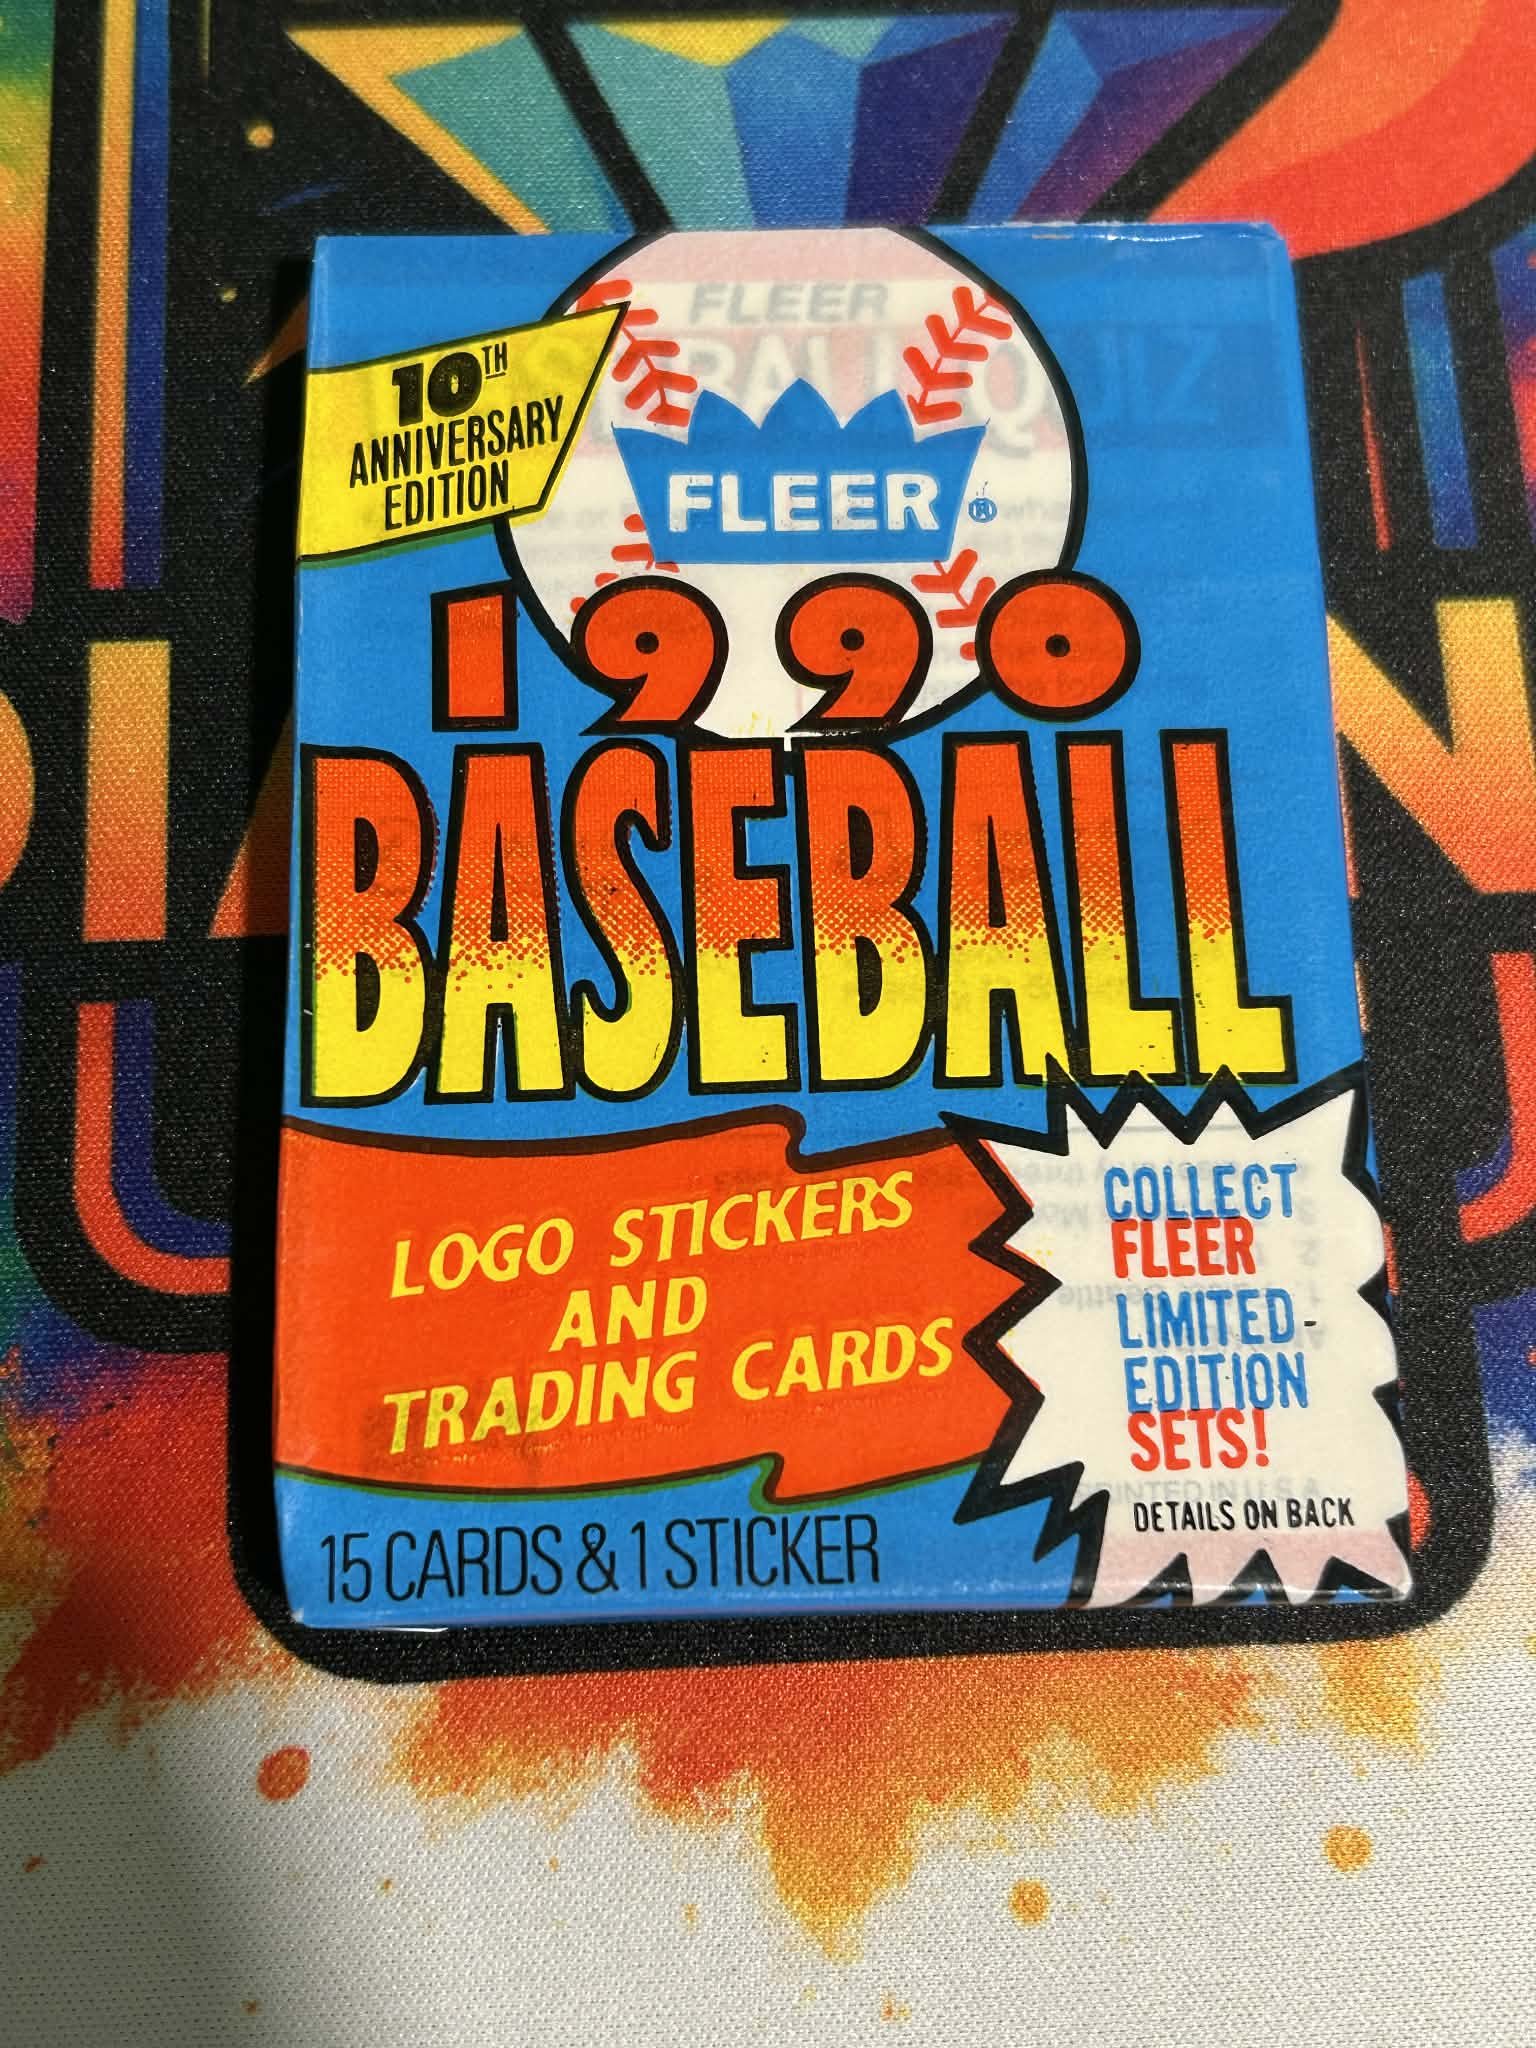 10TH
ANNIVERSARY
EDITION
FLEER
FLEER®
1990
BASEBALL
LOGO STICKERS
AND
TRADING CARDS
COLLECT
FLEER
LIMITED-
EDITION
SETS!
DETAILS ON BACK
15 CARDS & 1 STICKER